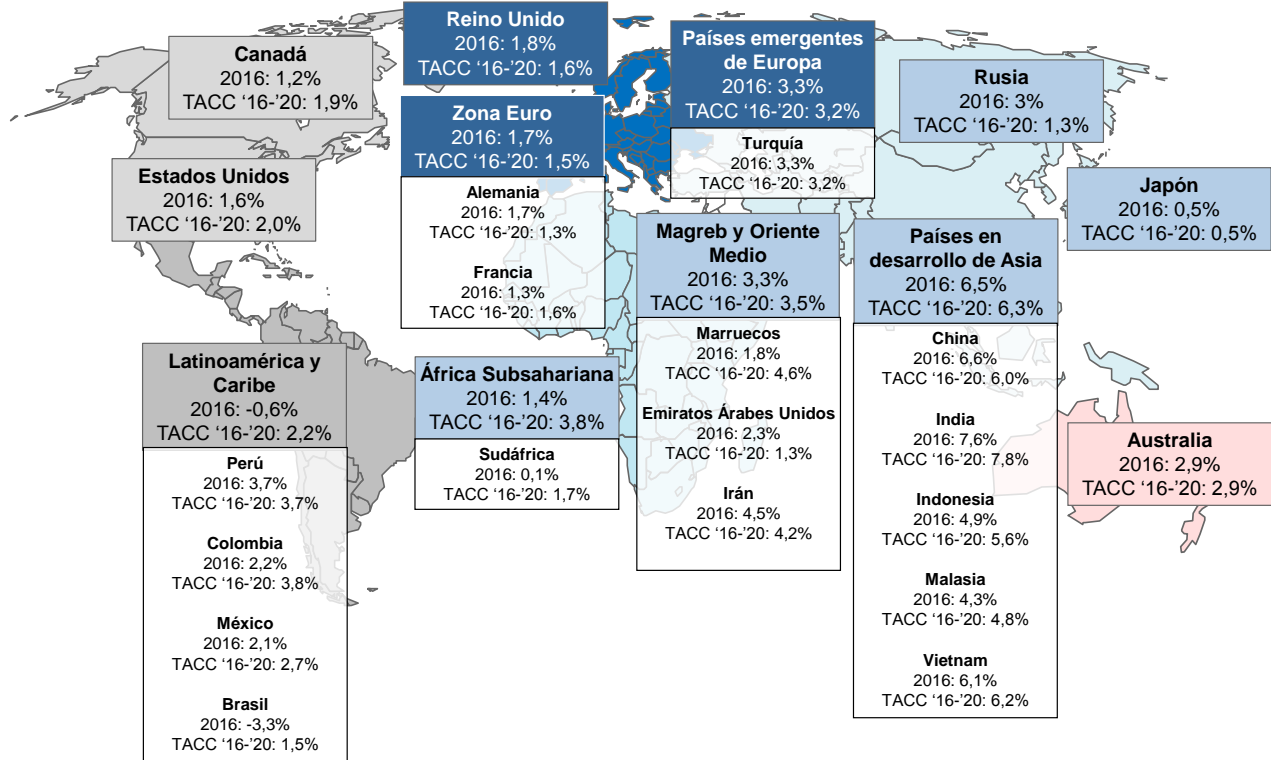 Canadá
2016: 1,2%
TACC ‘16-’20: 1,9%
Estados Unidos
2016: 1,6%
TACC ‘16-’20: 2,0%
Latinoamérica y
Caribe
2016: -0,6%
TACC ‘16-’20: 2,2%
Perú
2016: 3,7%
TACC ‘16-’20: 3,7%
Colombia
2016: 2,2%
TACC ‘16-’20: 3,8%
México
2016: 2,1%
TACC ‘16-’20: 2,7%
Brasil
2016: -3,3%
TACC ‘16-’20: 1,5%
Reino Unido
2016: 1,8%
TACC ‘16-’20: 1,6%
Zona Euro
2016: 1,7%
TACC ‘16-’20: 1,5%
Alemania
2016: 1,7%
TACC ‘16-’20: 1,3%
Francia
2016: 1,3%
TACC ‘16-’20: 1,6%
África Subsahariana
2016: 1,4%
TACC ‘16-’20: 3,8%
Sudáfrica
2016: 0,1%
TACC ‘16-’20: 1,7%
Países emergentes
de Europa
2016: 3,3%
TACC ‘16-’20: 3,2%
Turquía
2016: 3,3%
TACC ‘16-’20: 3,2%
Magreb y Oriente
Medio
2016: 3,3%
TACC ‘16-’20: 3,5%
Marruecos
2016: 1,8%
TACC ‘16-’20: 4,6%
Emiratos Árabes Unidos
2016: 2,3%
TACC ‘16-’20: 1,3%
Irán
2016: 4,5%
TACC ‘16-’20: 4,2%
Rusia
2016: 3%
TACC ‘16-’20: 1,3%
Países en
desarrollo de Asia
2016: 6,5%
TACC ‘16-’20: 6,3%
China
2016: 6,6%
TACC ‘16-’20: 6,0%
India
2016: 7,6%
TACC ‘16-’20: 7,8%
Indonesia
2016: 4,9%
TACC ‘16-’20: 5,6%
Malasia
2016: 4,3%
TACC ‘16-’20: 4,8%
Vietnam
2016: 6,1%
TACC ‘16-’20: 6,2%
Japón
2016: 0,5%
TACC ‘16-’20: 0,5%
Australia
2016: 2,9%
TACC ‘16-’20: 2,9%